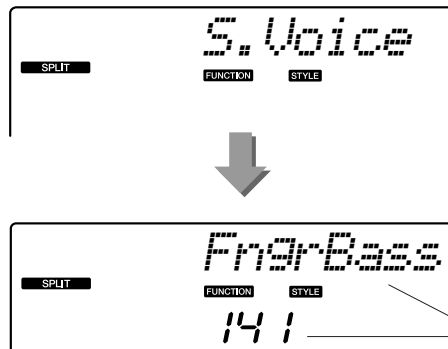 S.Voice
SPLIT FUNCTION STYLE
FngrBass
SPLIT FUNCTION STYLE
141